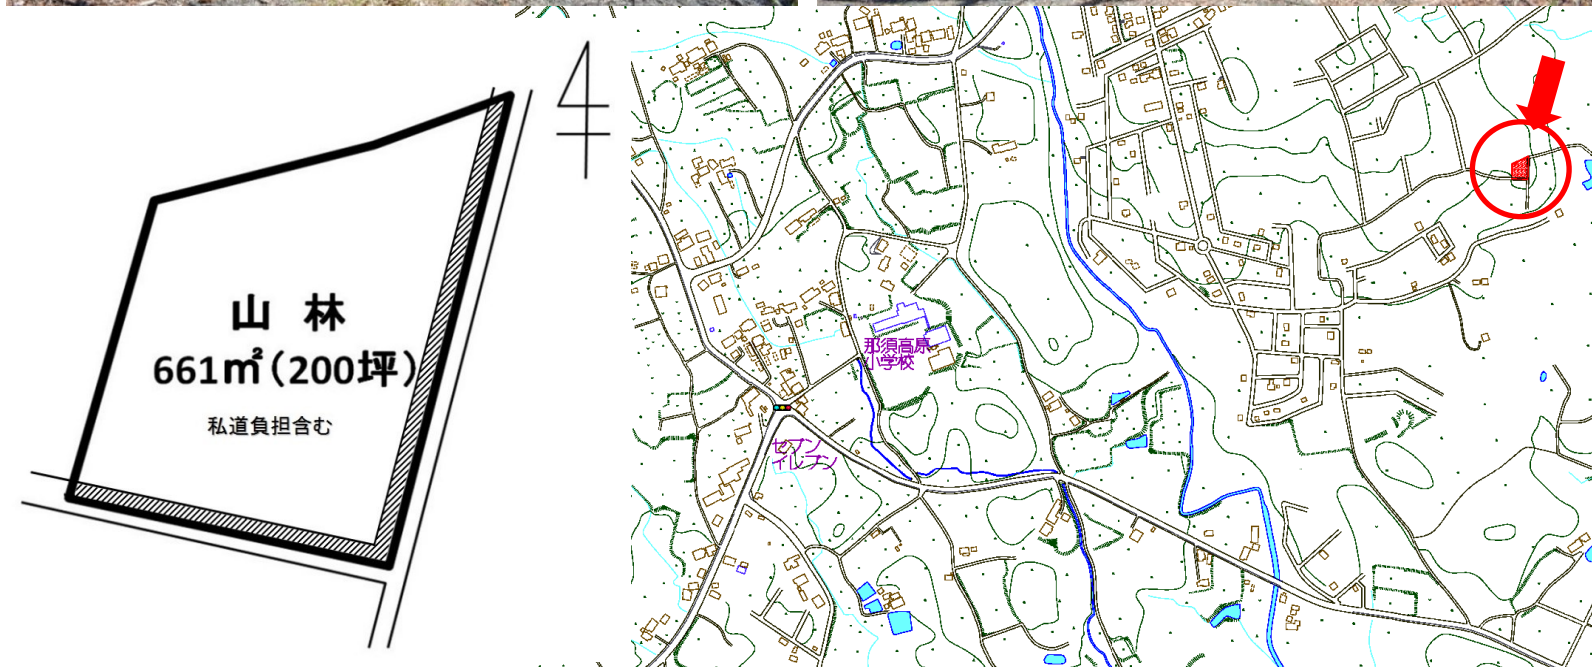 山 林
661㎡(200坪)
私道負担含む
那須高原
小学校
セブン
イレブン